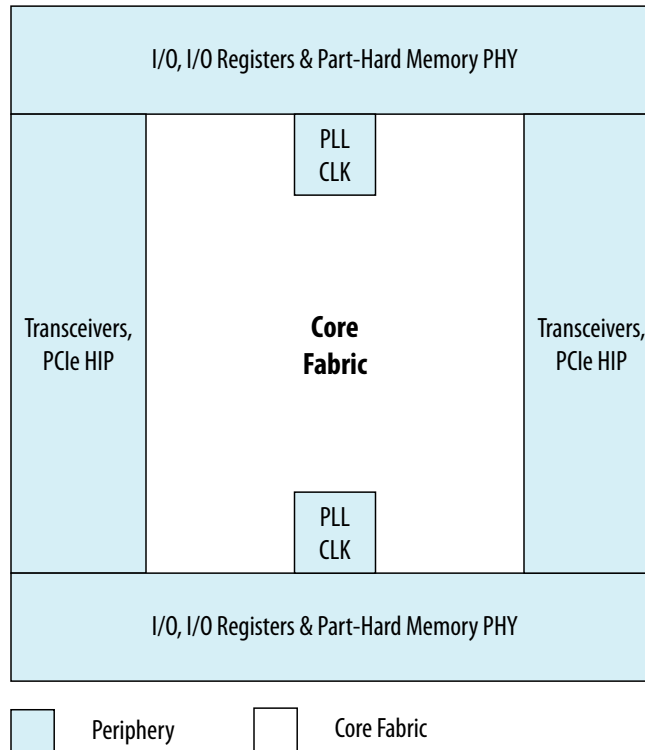 I/O, I/O Registers & Part-Hard Memory PHY
PLL
CLK
Transceivers,
PCIe HIP
Core
Fabric
Transceivers,
PCIe HIP
PLL
CLK
I/O, I/O Registers & Part-Hard Memory PHY
Periphery
Core Fabric